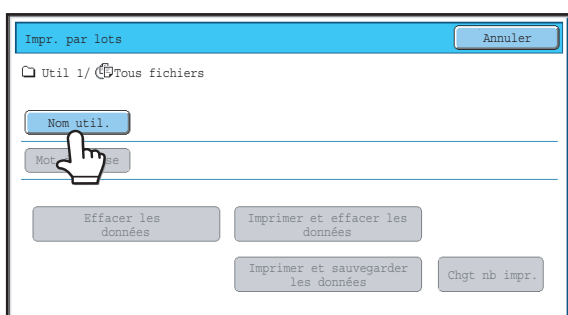 Impr. par lots
Annuler
Util 1/ Tous fichiers
Nom util.
Effacer les
données
Imprimer et effacer les
données
Imprimer et sauvegarder
les données
Chgt nb impr.